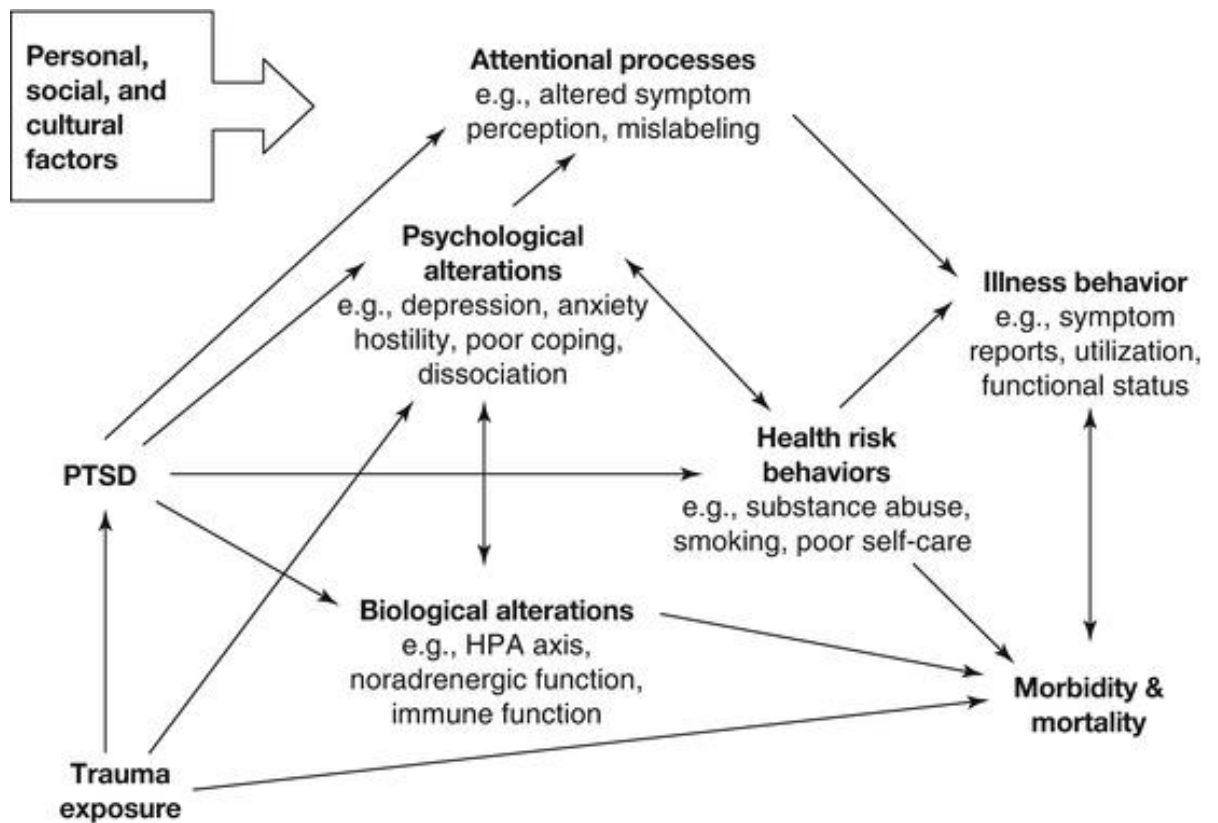 Personal,
social, and
cultural
factors
Attentional processes
e.g., altered symptom
perception, mislabeling
Psychological
alterations
e.g., depression, anxiety
hostility, poor coping,
dissociation
Illness behavior
e.g., symptom
reports, utilization,
functional status
Health risk
behaviors
e.g., substance abuse,
smoking, poor self-care
PTSD
Biological alterations
e.g., HPA axis,
noradrenergic function,
immune function
Morbidity &
mortality
Trauma
exposure